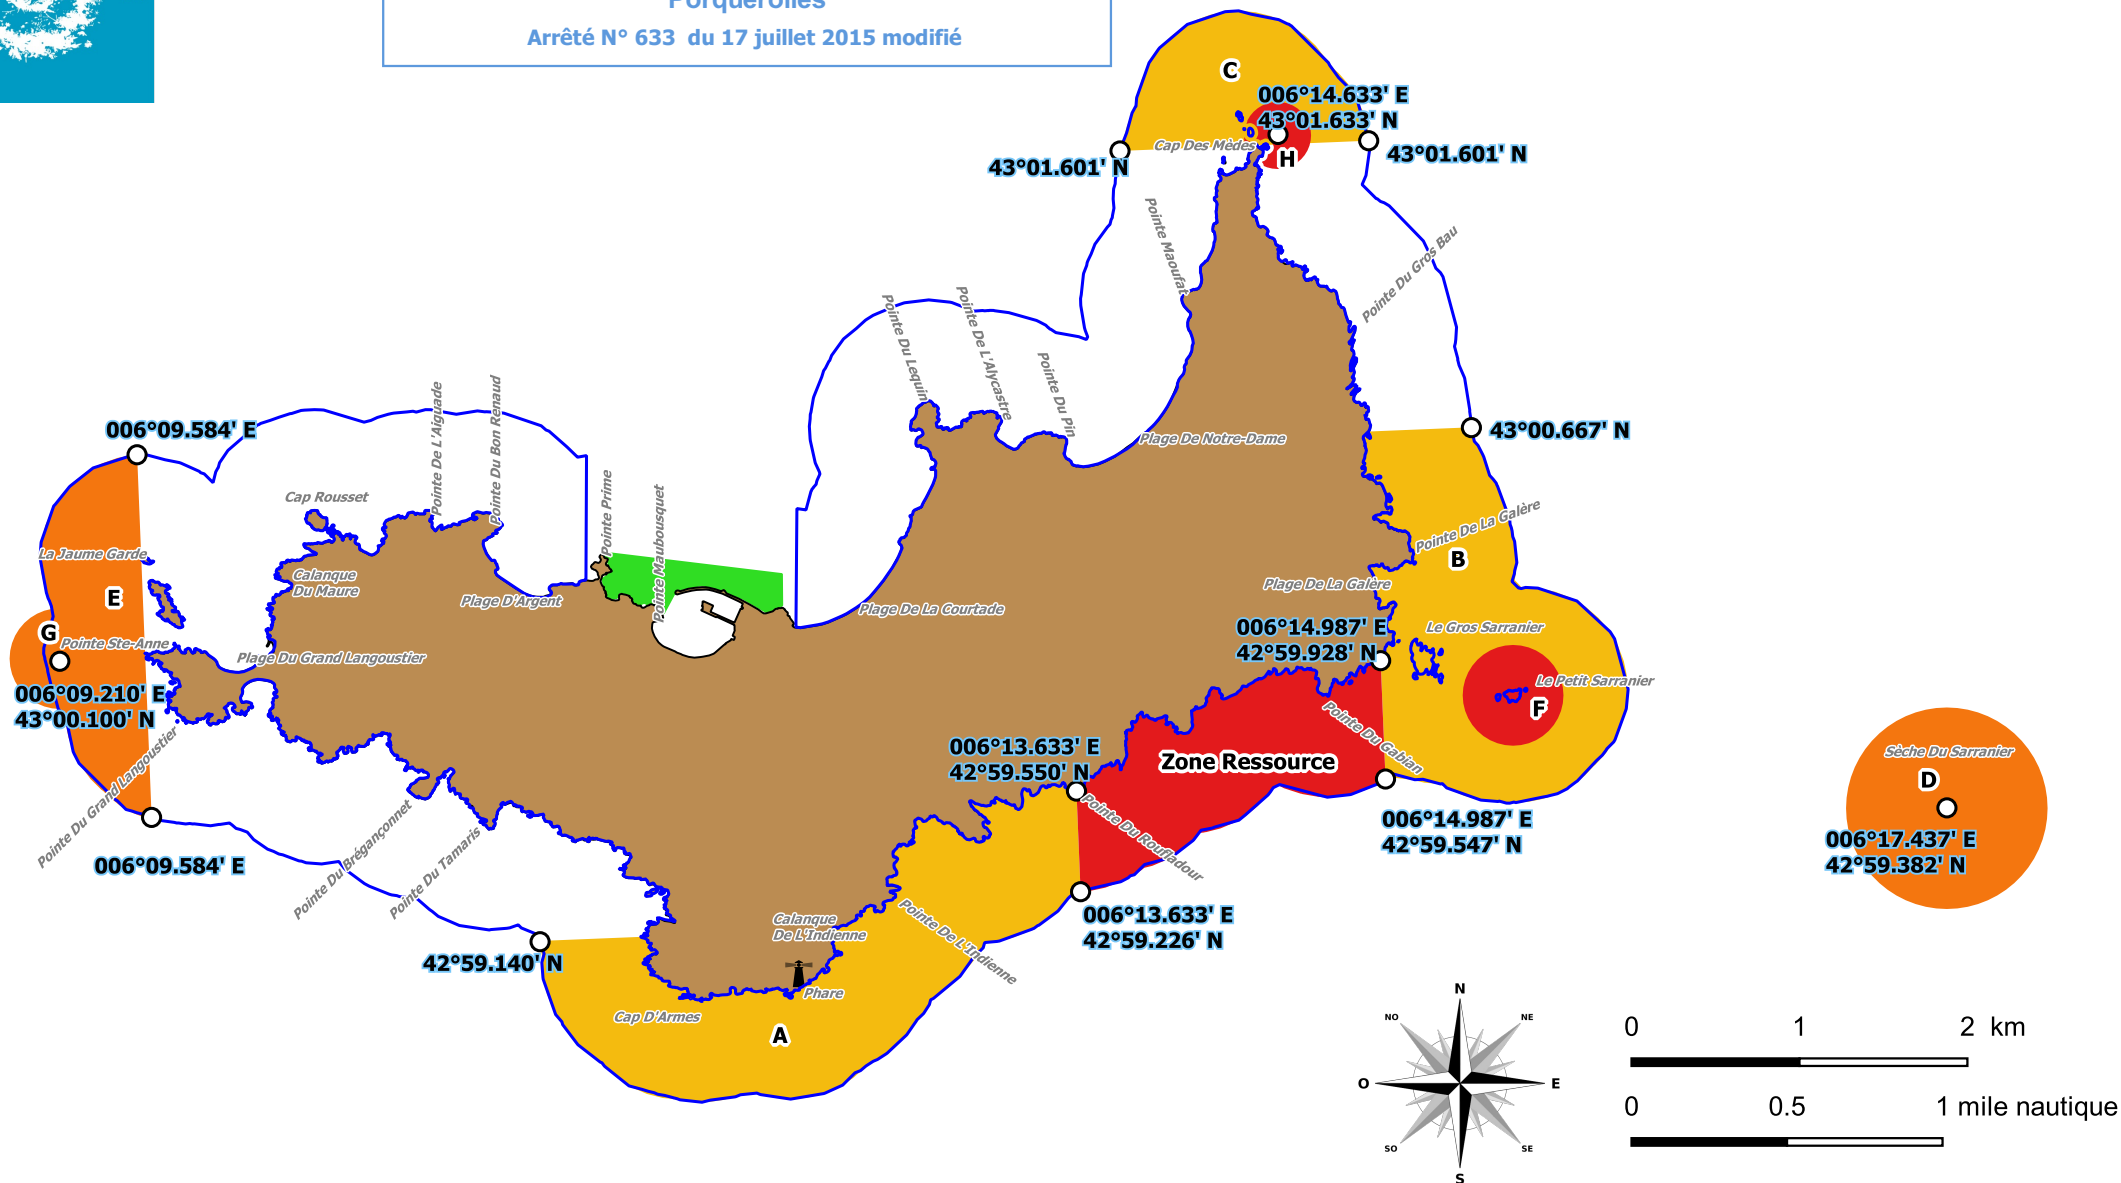 Porquerolles
Arrêté N° 633 du 17 juillet 2015 modifié
C
006°14.633' E
43°01.633' N
H
Cap Des Mèdes
43°01.601' N
43°01.601' N
Pointe Maoufat
Pointe Du Gros Bau
Pointe Du Lequin
Pointe De L'Alycastre
Pointe Du Pin
Plage De Notre-Dame
43°00.667' N
006°09.584' E
Pointe De L'Aiguade
Pointe Du Bon Renaud
Pointe Prime
Pointe Maubousquet
Cap Rousset
La Jaume Garde
Calanque
Du Maure
E
G
Pointe Ste-Anne
Plage D'Argent
Plage De La Courtade
Plage Du Grand Langoustier
006°09.210' E
43°00.100' N
Pointe De La Galère
B
Plage De La Galère
006°14.987' E
42°59.928' N
Le Gros Sarranier
Le Petit Sarranier
F
Pointe Du Gabian
Zone Ressource
006°13.633' E
42°59.550' N
Pointe Du Roufladour
Sèche Du Sarranier
D
006°17.437' E
42°59.382' N
006°14.987' E
42°59.547' N
Pointe Du Grand Langoustier
006°09.584' E
Pointe Du Brégançonnet
Pointe Du Tamaris
006°13.633' E
42°59.226' N
Calanque
De L'Indienne
Pointe De L'Indienne
42°59.140' N
Phare
Cap D'Armes
A
N
NO
NE
O
E
SO
SE
S
0 1 2 km
0 0.5 1 mile nautique